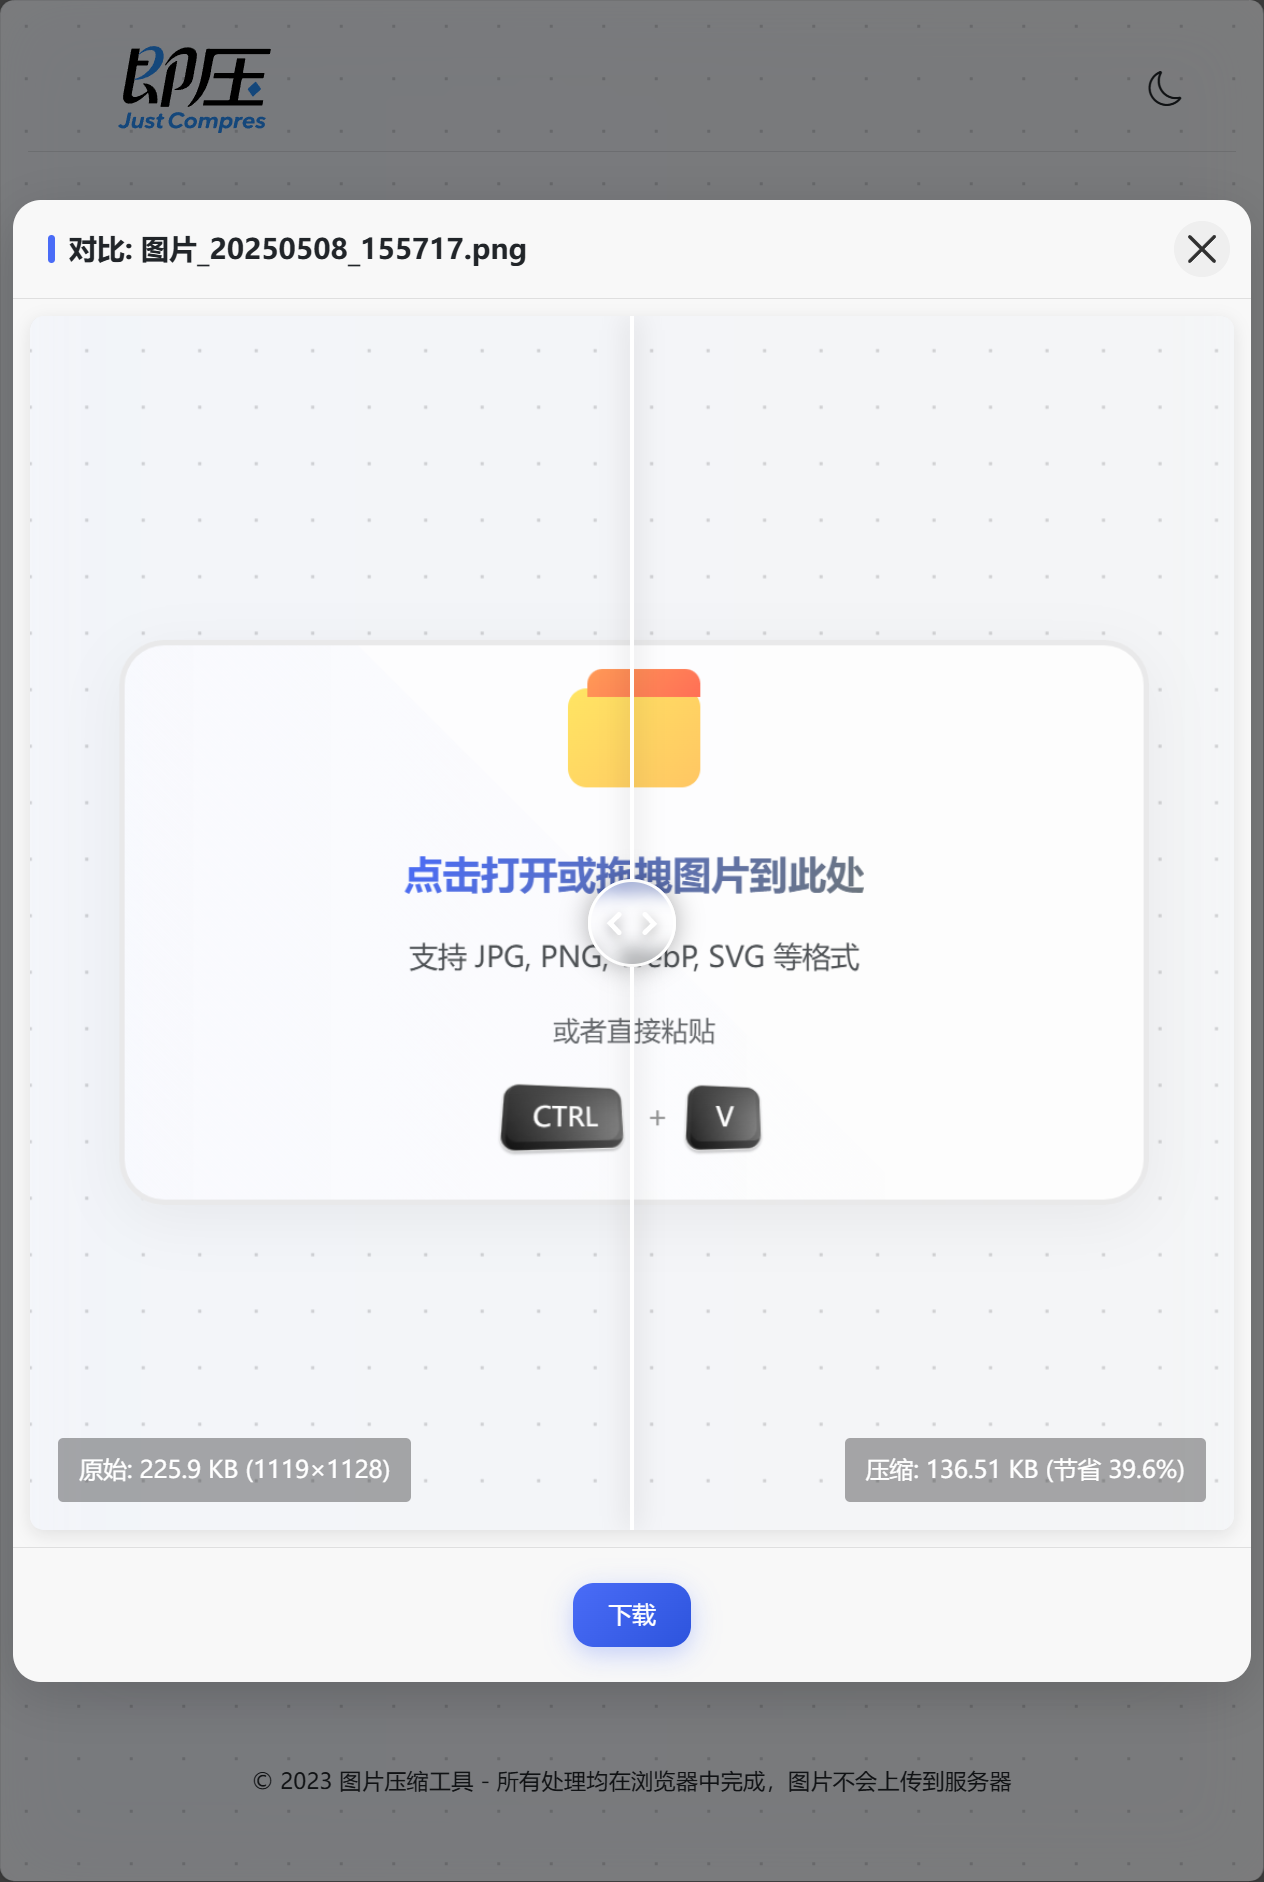 即压
Just Compres
对比: 图片_20250508_155717.png
点击打开或拖拽图片到此处
支持 JPG, PNG, WebP, SVG 等格式
或者直接粘贴
CTRL + V
原始: 225.9 KB (1119×1128)
压缩: 136.51 KB (节省 39.6%)
下载
© 2023 图片压缩工具 - 所有处理均在浏览器中完成，图片不会上传到服务器